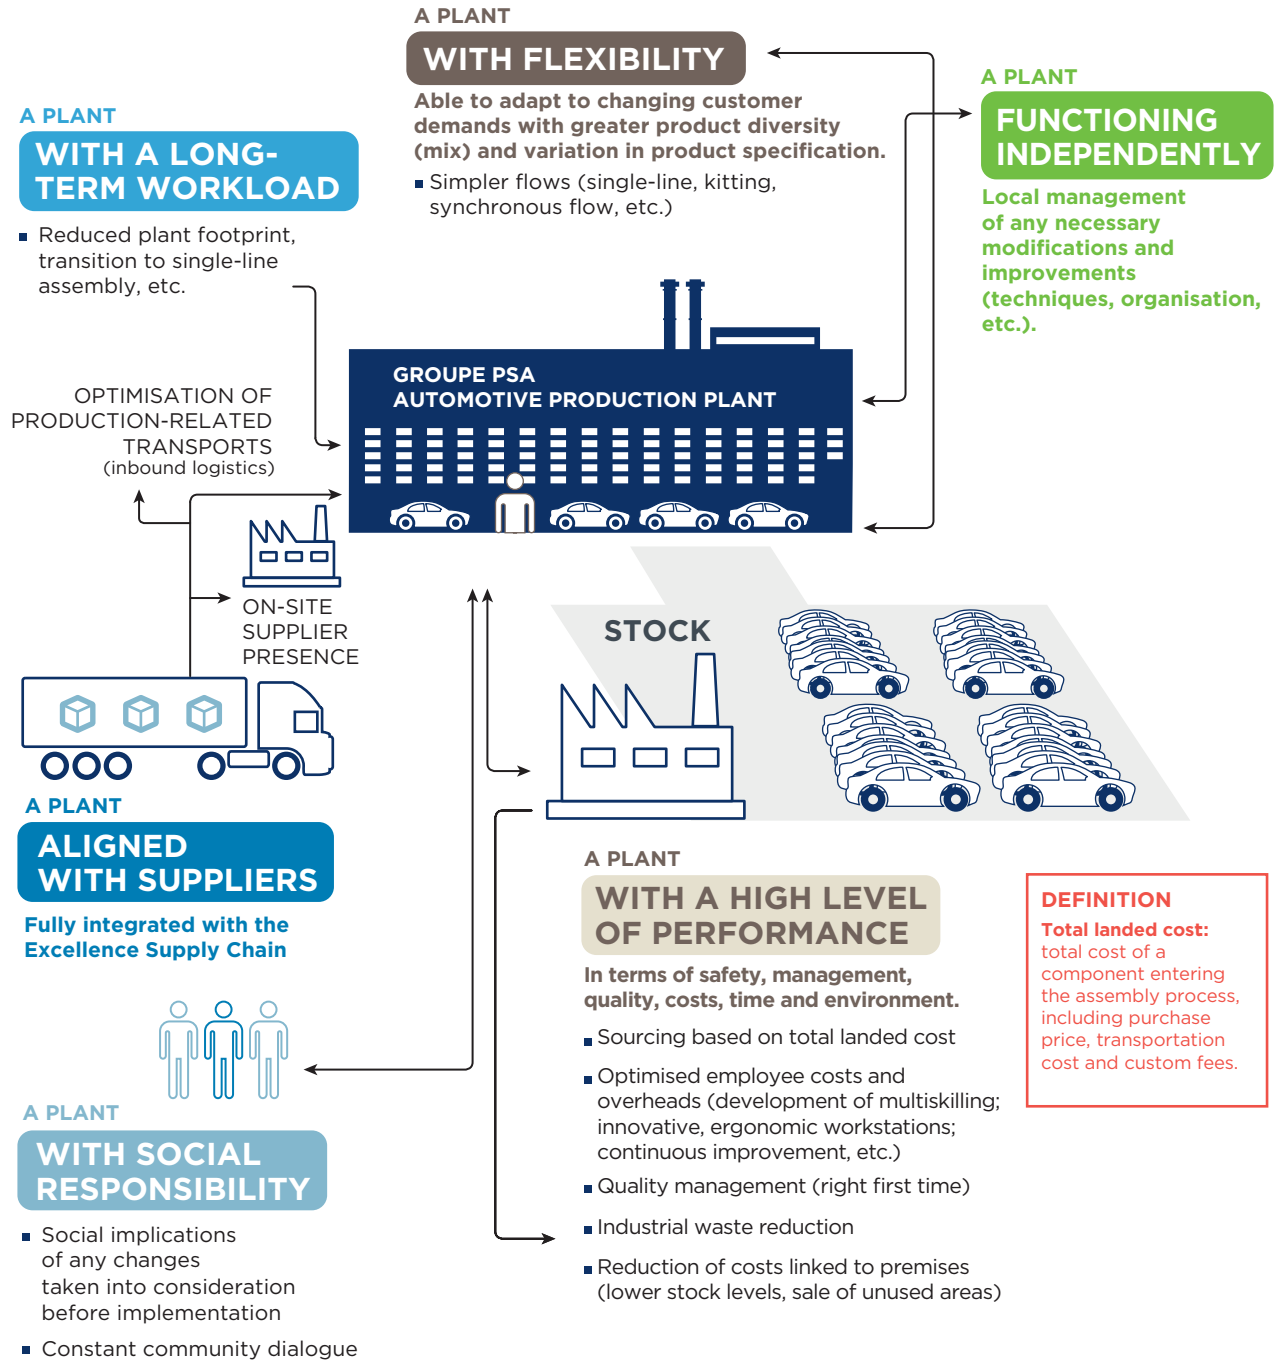 A PLANT
WITH FLEXIBILITY
Able to adapt to changing customer
demands with greater product diversity
(mix) and variation in product specification.
Simpler flows (single-line, kitting,
synchronous flow, etc.)
A PLANT
FUNCTIONING
INDEPENDENTLY
Local management
of any necessary
modifications and
improvements
(techniques, organisation,
etc.).
A PLANT
WITH A LONG-
TERM WORKLOAD
Reduced plant footprint,
transition to single-line
assembly, etc.
GROUPE PSA
AUTOMOTIVE PRODUCTION PLANT
OPTIMISATION OF
PRODUCTION-RELATED
TRANSPORTS
(inbound logistics)
ON-SITE
SUPPLIER
PRESENCE
STOCK
A PLANT
ALIGNED
WITH SUPPLIERS
Fully integrated with the
Excellence Supply Chain
A PLANT
WITH A HIGH LEVEL
OF PERFORMANCE
In terms of safety, management,
quality, costs, time and environment.
Sourcing based on total landed cost
Optimised employee costs and
overheads (development of multiskilling;
innovative, ergonomic workstations;
continuous improvement, etc.)
Quality management (right first time)
Industrial waste reduction
Reduction of costs linked to premises
(lower stock levels, sale of unused areas)
DEFINITION
Total landed cost:
total cost of a
component entering
the assembly process,
including purchase
price, transportation
cost and custom fees.
A PLANT
WITH SOCIAL
RESPONSIBILITY
Social implications
of any changes
taken into consideration
before implementation
Constant community dialogue